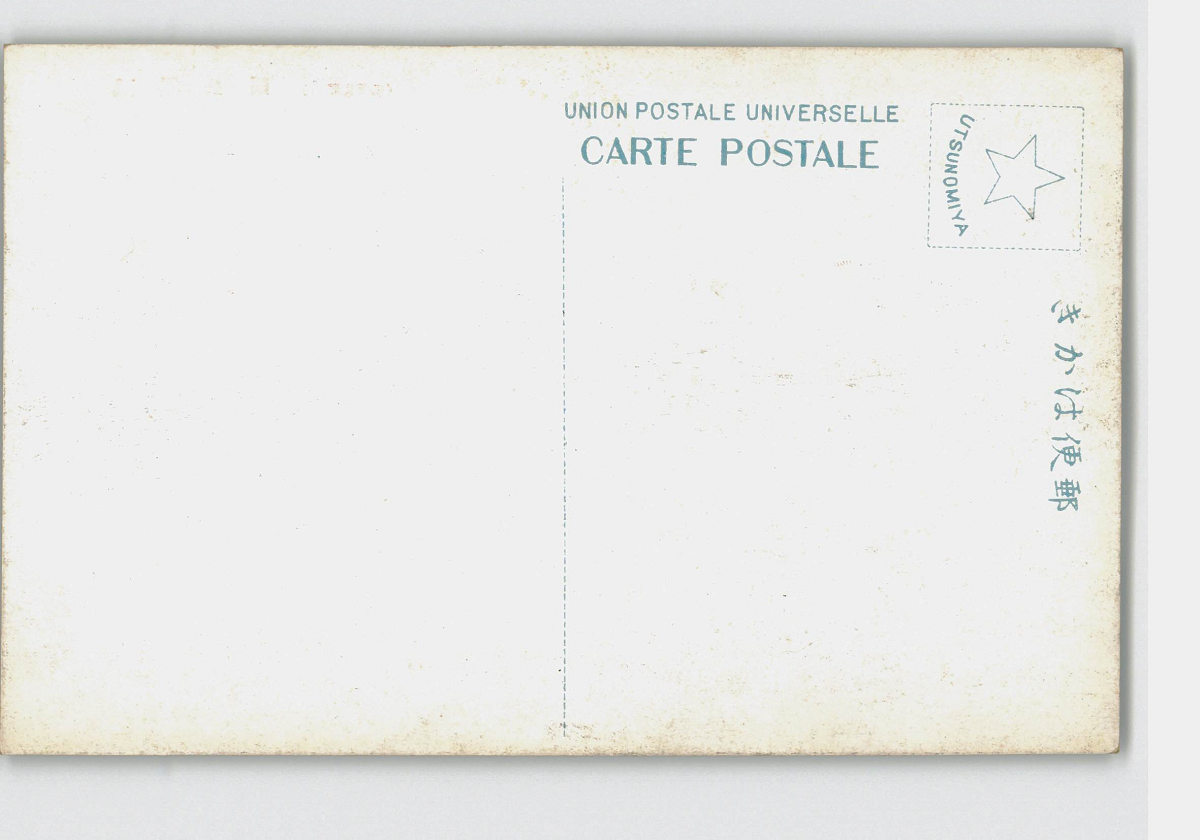 UNION POSTALE UNIVERSELLE
CARTE POSTALE
UTSUNOMIYA
きかは便郵